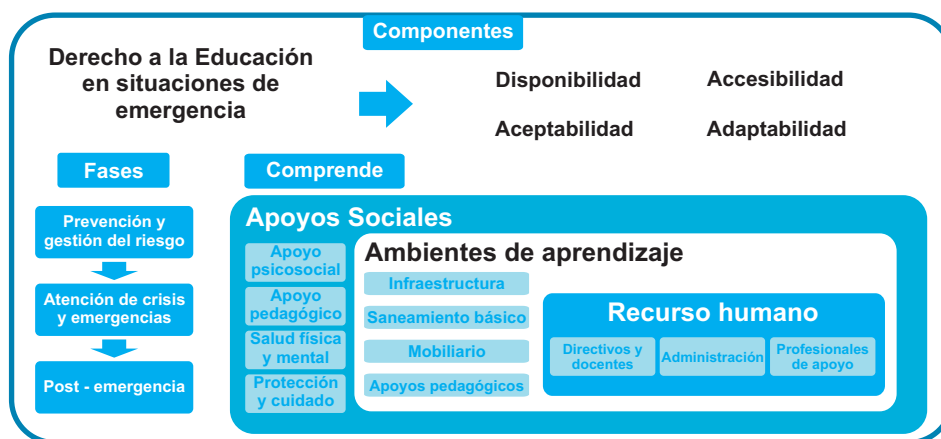 Componentes
Derecho a la Educación
en situaciones de
emergencia
Disponibilidad
Accesibilidad
Aceptabilidad
Adaptabilidad
Fases
Prevención y
gestión del riesgo
Atención de crisis
y emergencias
Post - emergencia
Comprende
Apoyos Sociales
Apoyo
psicosocial
Apoyo
pedagógico
Salud física
y mental
Protección
y cuidado
Ambientes de aprendizaje
Infraestructura
Saneamiento básico
Mobiliario
Apoyos pedagógicos
Recurso humano
Directivos y
docentes
Administración
Profesionales
de apoyo